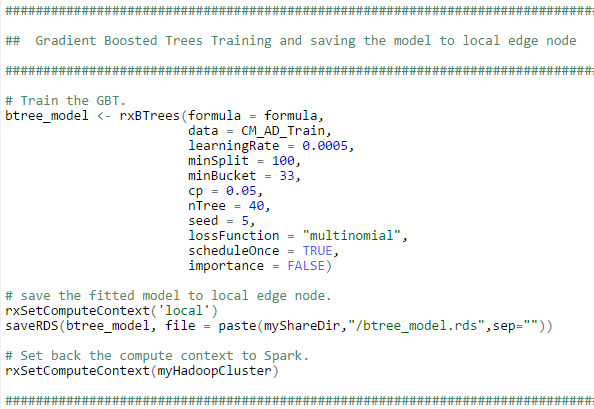 ################################################################################
##  Gradient Boosted Trees Training and saving the model to local edge node
################################################################################
# Train the GBT.
btree_model <- rxBTrees(formula = formula,
                        data = CM_AD_Train,
                        learningRate = 0.0005,
                        minSplit = 100,
                        minBucket = 33,
                        cp = 0.05,
                        nTree = 40,
                        seed = 5,
                        lossFunction = "multinomial",
                        scheduleOnce = TRUE,
                        importance = FALSE)
# save the fitted model to local edge node.
rxSetComputeContext('local')
saveRDS(btree_model, file = paste(myShareDir,"/btree_model.rds",sep=""))
# Set back the compute context to Spark.
rxSetComputeContext(myHadoopCluster)
################################################################################